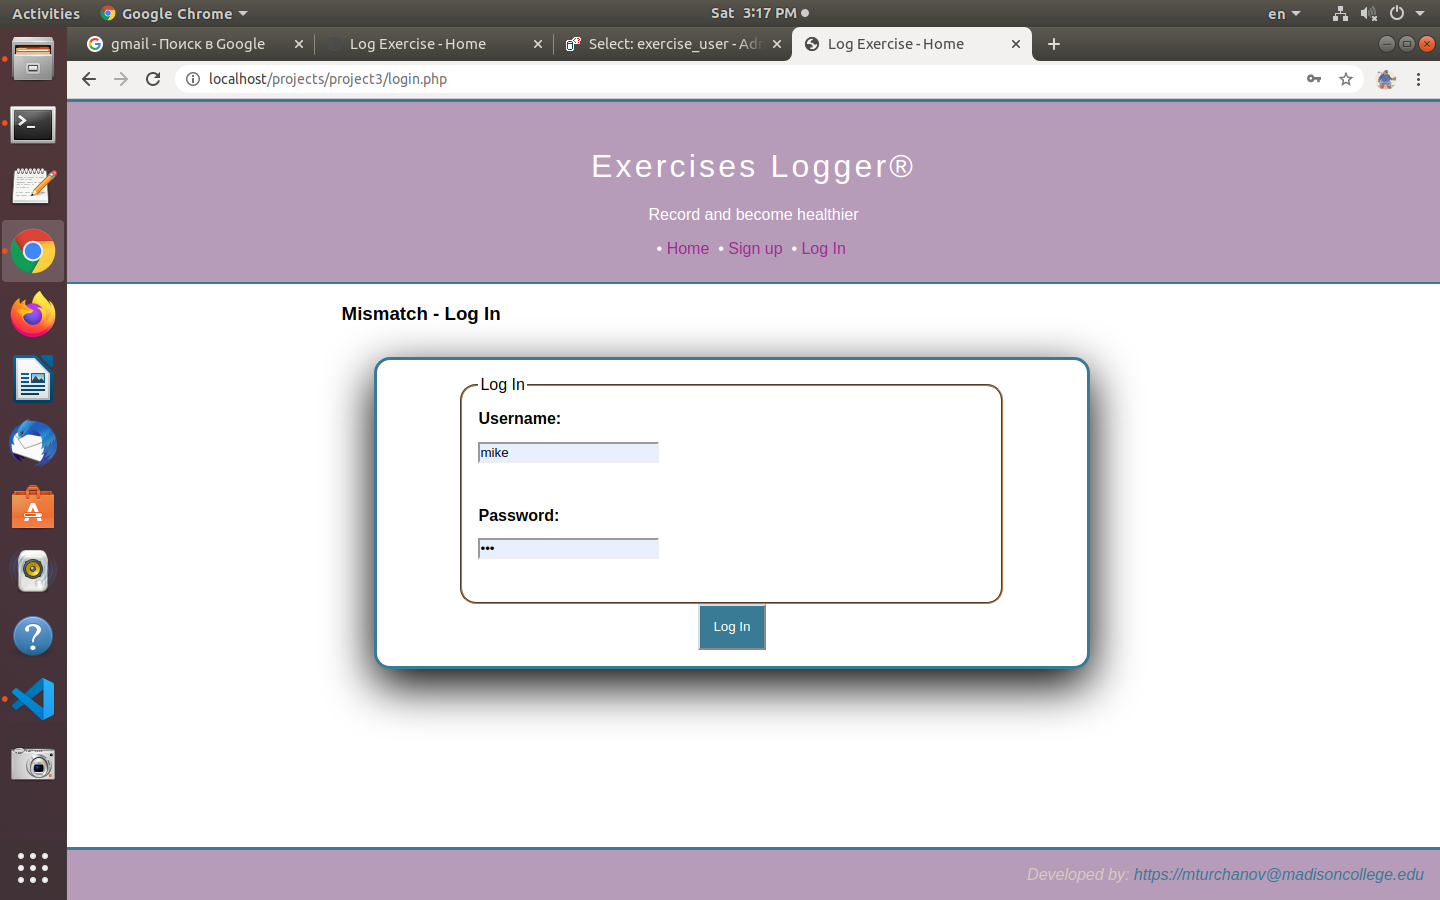 Activities Google Chrome Sat 3:17 PM en
gmail - Поиск в Google Log Exercise - Home Select: exercise_user - Adm Log Exercise - Home
localhost/projects/project3/login.php
Exercises Logger®
Record and become healthier
• Home • Sign up • Log In
Mismatch - Log In
Log In
Username:
mike
Password:
•••
Log In
Developed by: https://mturchanov@madisoncollege.edu